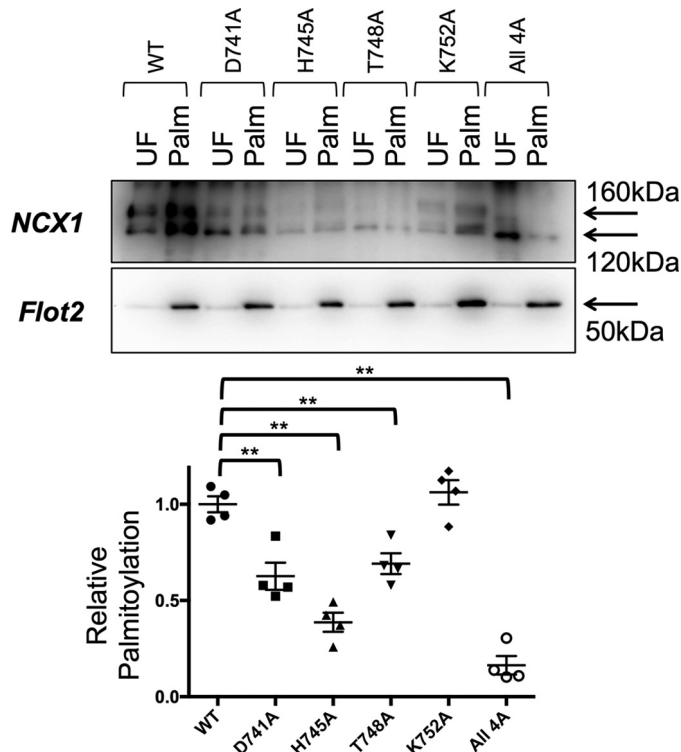 WT D741A H745A T748A K752A All 4A
UF Palm UF Palm UF Palm UF Palm UF Palm UF Palm
160kDa
NCX1
120kDa
Flot2
50kDa
**
**
**
**
Relative
Palmitoylation
1.0
0.5
0.0
WT D741A H745A T748A K752A All 4A